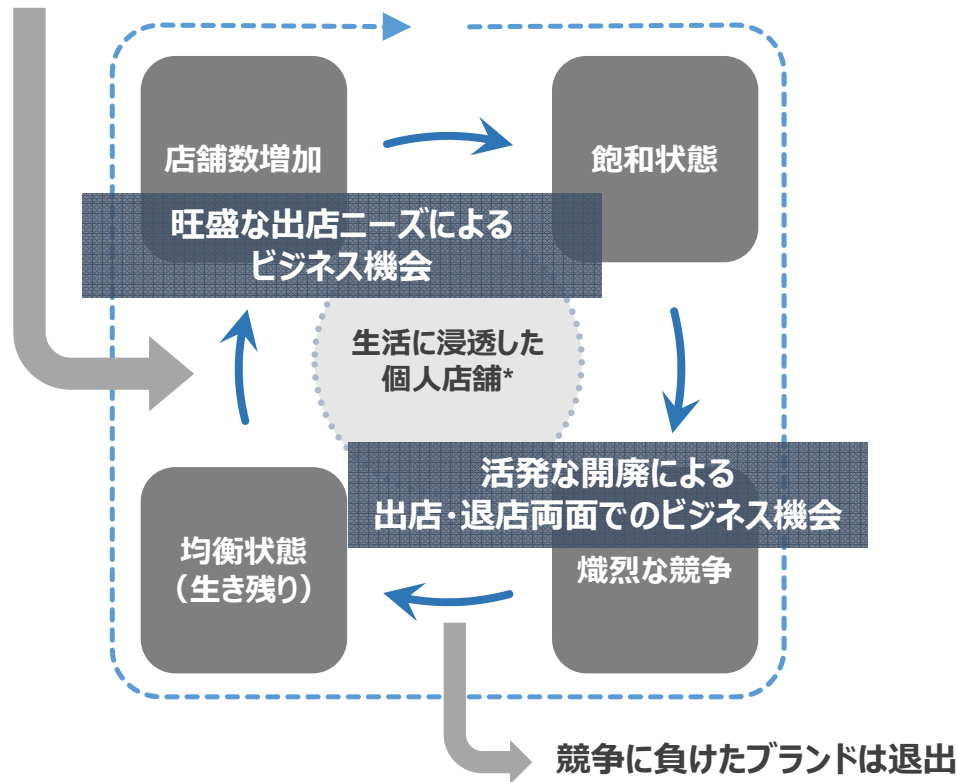 店舗数増加
飽和状態
旺盛な出店ニーズによる
ビジネス機会
生活に浸透した
個人店舗*
活発な開廃による
出店・退店両面でのビジネス機会
均衡状態
（生き残り）
熾烈な競争
競争に負けたブランドは退出